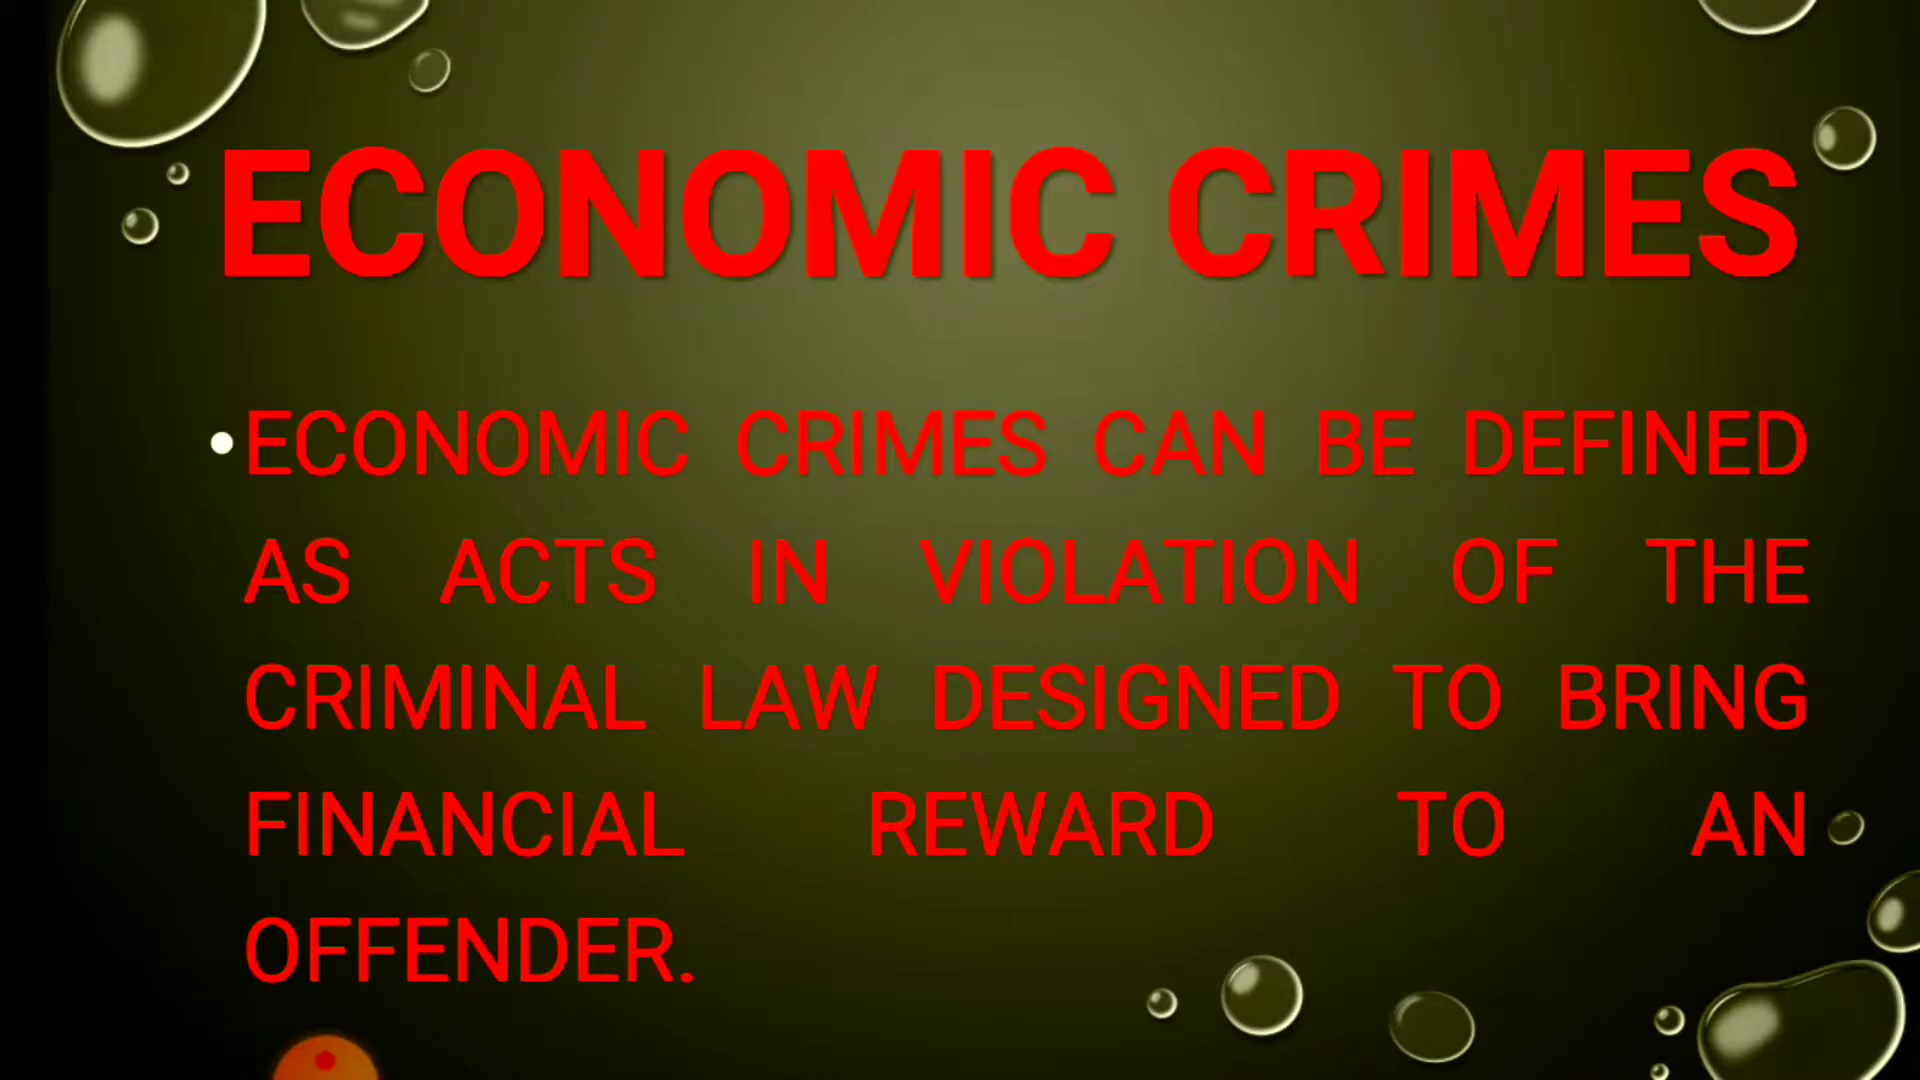 ECONOMIC CRIMES
•ECONOMIC CRIMES CAN BE DEFINED
AS ACTS IN VIOLATION OF THE
CRIMINAL LAW DESIGNED TO BRING
FINANCIAL REWARD TO AN
OFFENDER.